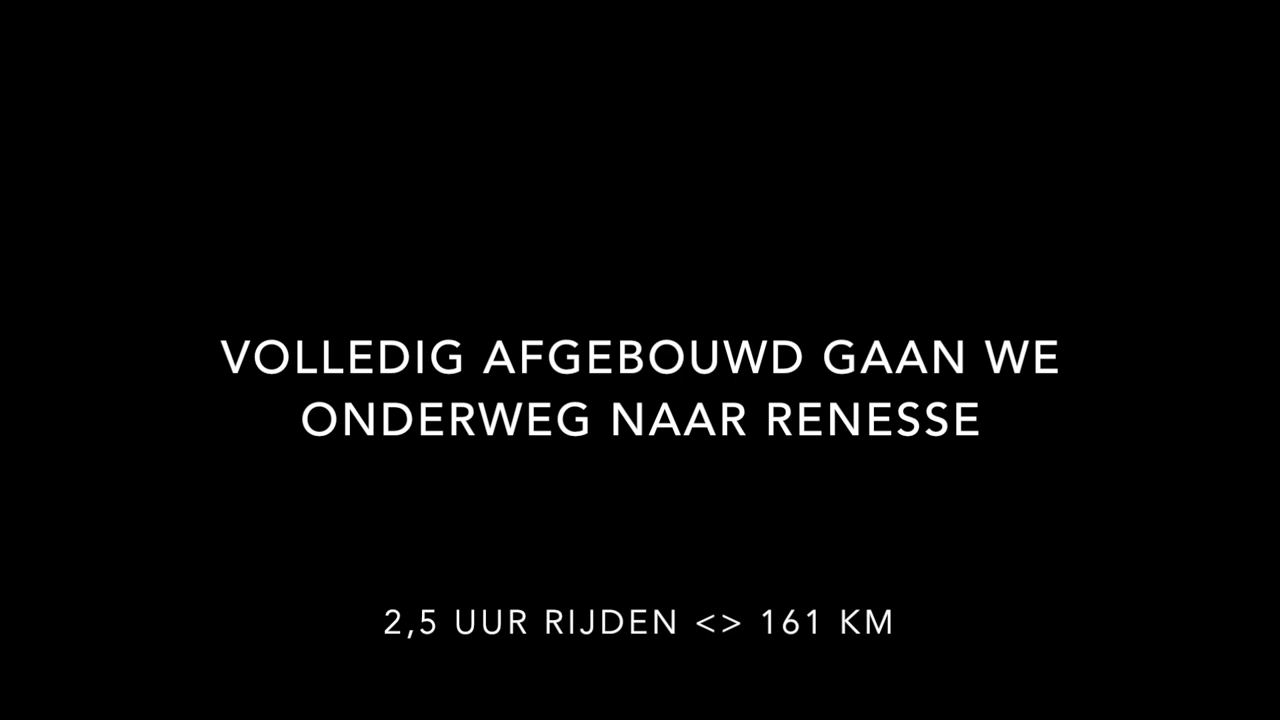 VOLLEDIG AFGEBOUWD GAAN WE
ONDERWEG NAAR RENESSE
2,5 UUR RIJDEN <> 161 KM